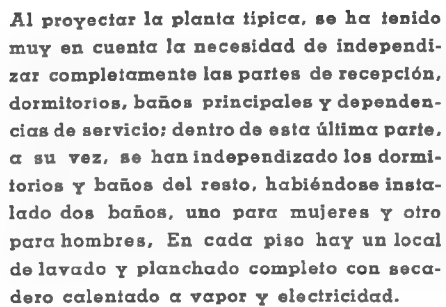 Al proyectar la planta típica, se ha tenido
muy en cuenta la necesidad de independi-
zar completamente las partes de recepción,
dormitorios, baños principales y dependen-
cias de servicio; dentro de esta última parte,
a su vez, se han independizado los dormi-
torios y baños del resto, habiéndose insta-
lado dos baños, uno para mujeres y otro
para hombres, En cada piso hay un local
de lavado y planchado completo con seca-
dero calentado a vapor y electricidad.